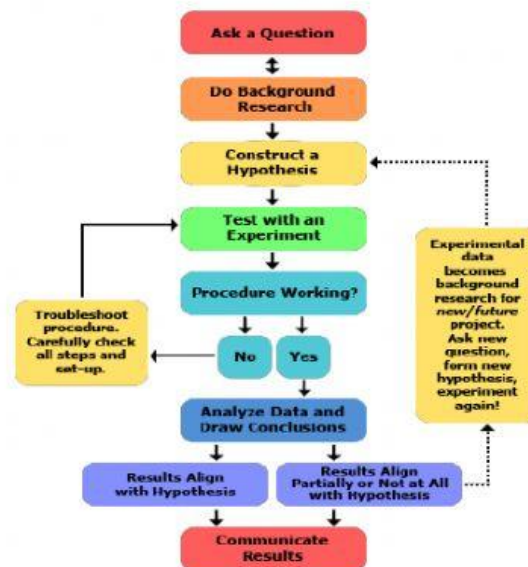 Ask a Question
Do Background
Research
Construct a
Hypothesis
Test with an
Experiment
Procedure Working?
No
Yes
Troubleshoot
procedure.
Carefully check
all steps and
set-up.
Experimental
data
becomes
background
research for
new/future
project.
Ask new
question,
form new
hypothesis,
experiment
again!
Analyze Data and
Draw Conclusions
Results Align
with Hypothesis
Results Align
Partially or Not at All
with Hypothesis
Communicate
Results